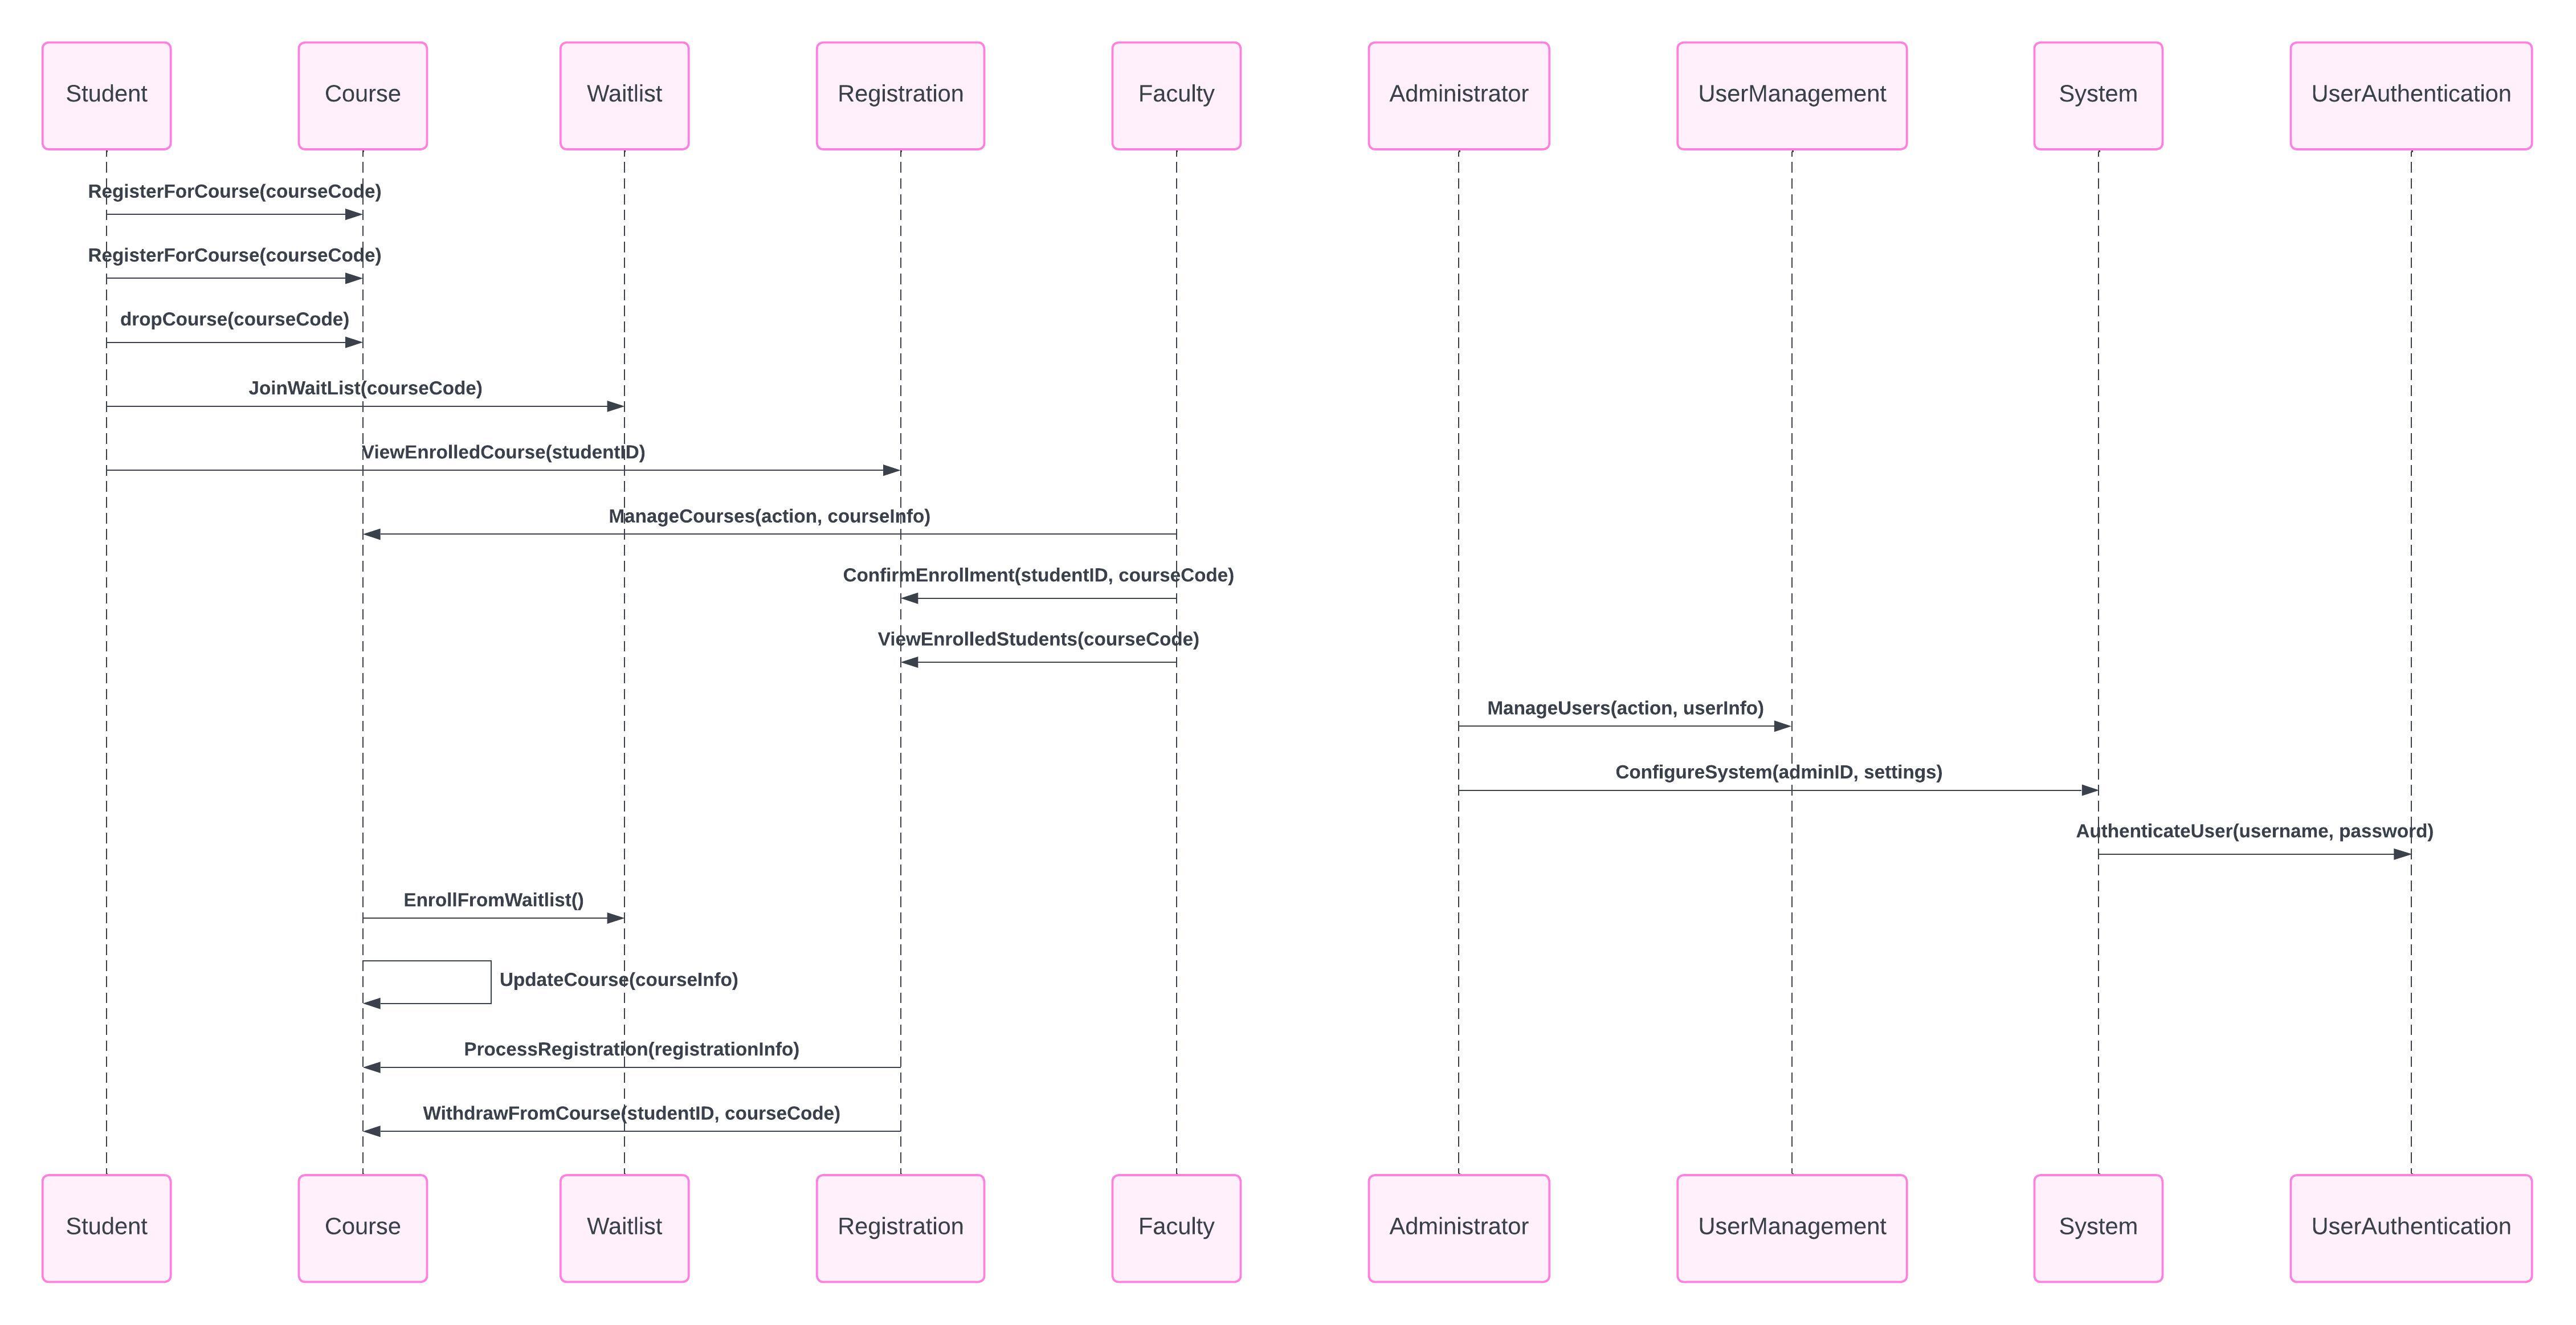 Student
Course
Waitlist
Registration
Faculty
Administrator
UserManagement
System
UserAuthentication
RegisterForCourse(courseCode)
RegisterForCourse(courseCode)
dropCourse(courseCode)
JoinWaitList(courseCode)
ViewEnrolledCourse(studentID)
ManageCourses(action, courseInfo)
ConfirmEnrollment(studentID, courseCode)
ViewEnrolledStudents(courseCode)
ManageUsers(action, userInfo)
ConfigureSystem(adminID, settings)
AuthenticateUser(username, password)
EnrollFromWaitlist()
UpdateCourse(courseInfo)
ProcessRegistration(registrationInfo)
WithdrawFromCourse(studentID, courseCode)
Student
Course
Waitlist
Registration
Faculty
Administrator
UserManagement
System
UserAuthentication